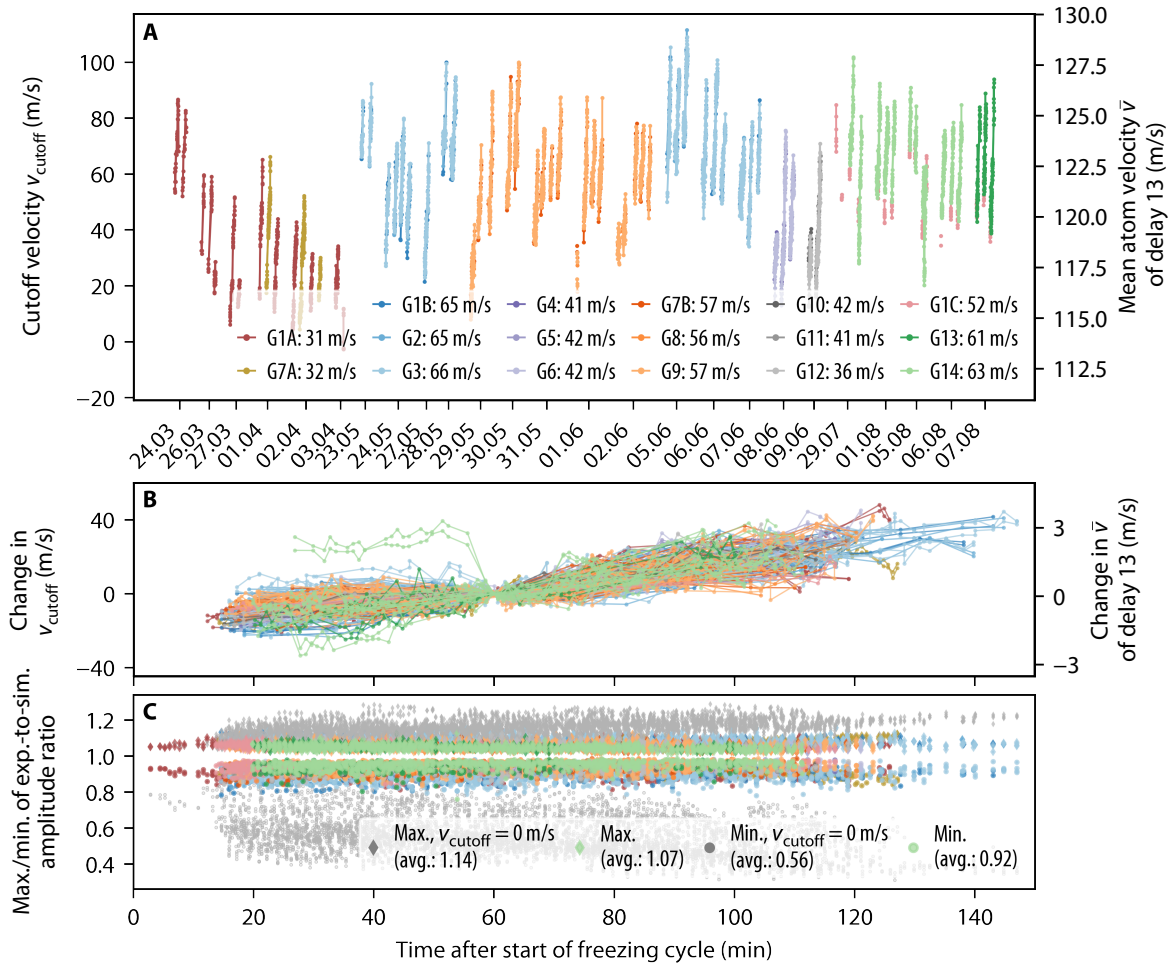 A
Cutoff velocity v_cutoff (m/s)
100
80
60
40
20
0
−20
130.0
127.5
125.0
122.5
120.0
117.5
115.0
112.5
Mean atom velocity v̄
of delay 13 (m/s)
G1A: 31 m/s
G7A: 32 m/s
G1B: 65 m/s
G2: 65 m/s
G3: 66 m/s
G4: 41 m/s
G5: 42 m/s
G6: 42 m/s
G7B: 57 m/s
G8: 56 m/s
G9: 57 m/s
G10: 42 m/s
G11: 41 m/s
G12: 36 m/s
G1C: 52 m/s
G13: 61 m/s
G14: 63 m/s
24.03
26.03
27.03
01.04
02.04
03.04
23.05
24.05
27.05
28.05
29.05
30.05
31.05
01.06
02.06
05.06
06.06
07.06
08.06
09.06
29.07
01.08
05.08
06.08
07.08
B
Change in
v_cutoff (m/s)
40
0
−40
3
0
−3
Change in v̄
of delay 13 (m/s)
C
Max./min. of exp.-to-sim.
amplitude ratio
1.2
1.0
0.8
0.6
0.4
Max., v_cutoff = 0 m/s
(avg.: 1.14)
Max.
(avg.: 1.07)
Min., v_cutoff = 0 m/s
(avg.: 0.56)
Min.
(avg.: 0.92)
0
20
40
60
80
100
120
140
Time after start of freezing cycle (min)